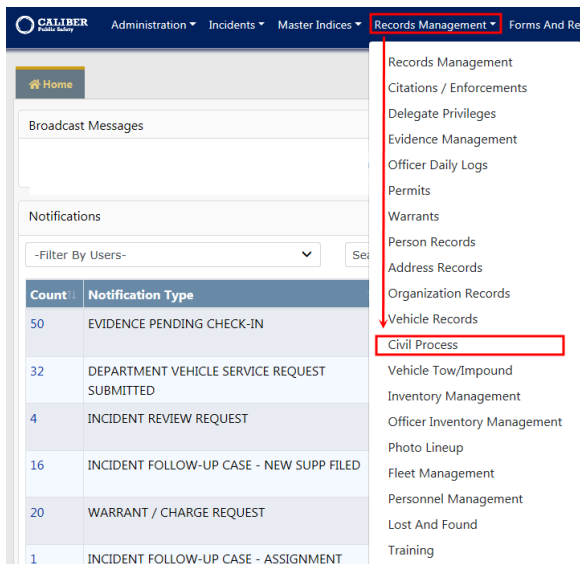 CALIBER
Public Safety
Administration Incidents Master Indices Records Management Forms And Re
Home
Broadcast Messages
Notifications
-Filter By Users-
Sea
Count Notification Type
50 EVIDENCE PENDING CHECK-IN
32 DEPARTMENT VEHICLE SERVICE REQUEST
SUBMITTED
4 INCIDENT REVIEW REQUEST
16 INCIDENT FOLLOW-UP CASE - NEW SUPP FILED
20 WARRANT / CHARGE REQUEST
1 INCIDENT FOLLOW-UP CASE - ASSIGNMENT
Records Management
Citations / Enforcements
Delegate Privileges
Evidence Management
Officer Daily Logs
Permits
Warrants
Person Records
Address Records
Organization Records
Vehicle Records
Civil Process
Vehicle Tow/Impound
Inventory Management
Officer Inventory Management
Photo Lineup
Fleet Management
Personnel Management
Lost And Found
Training